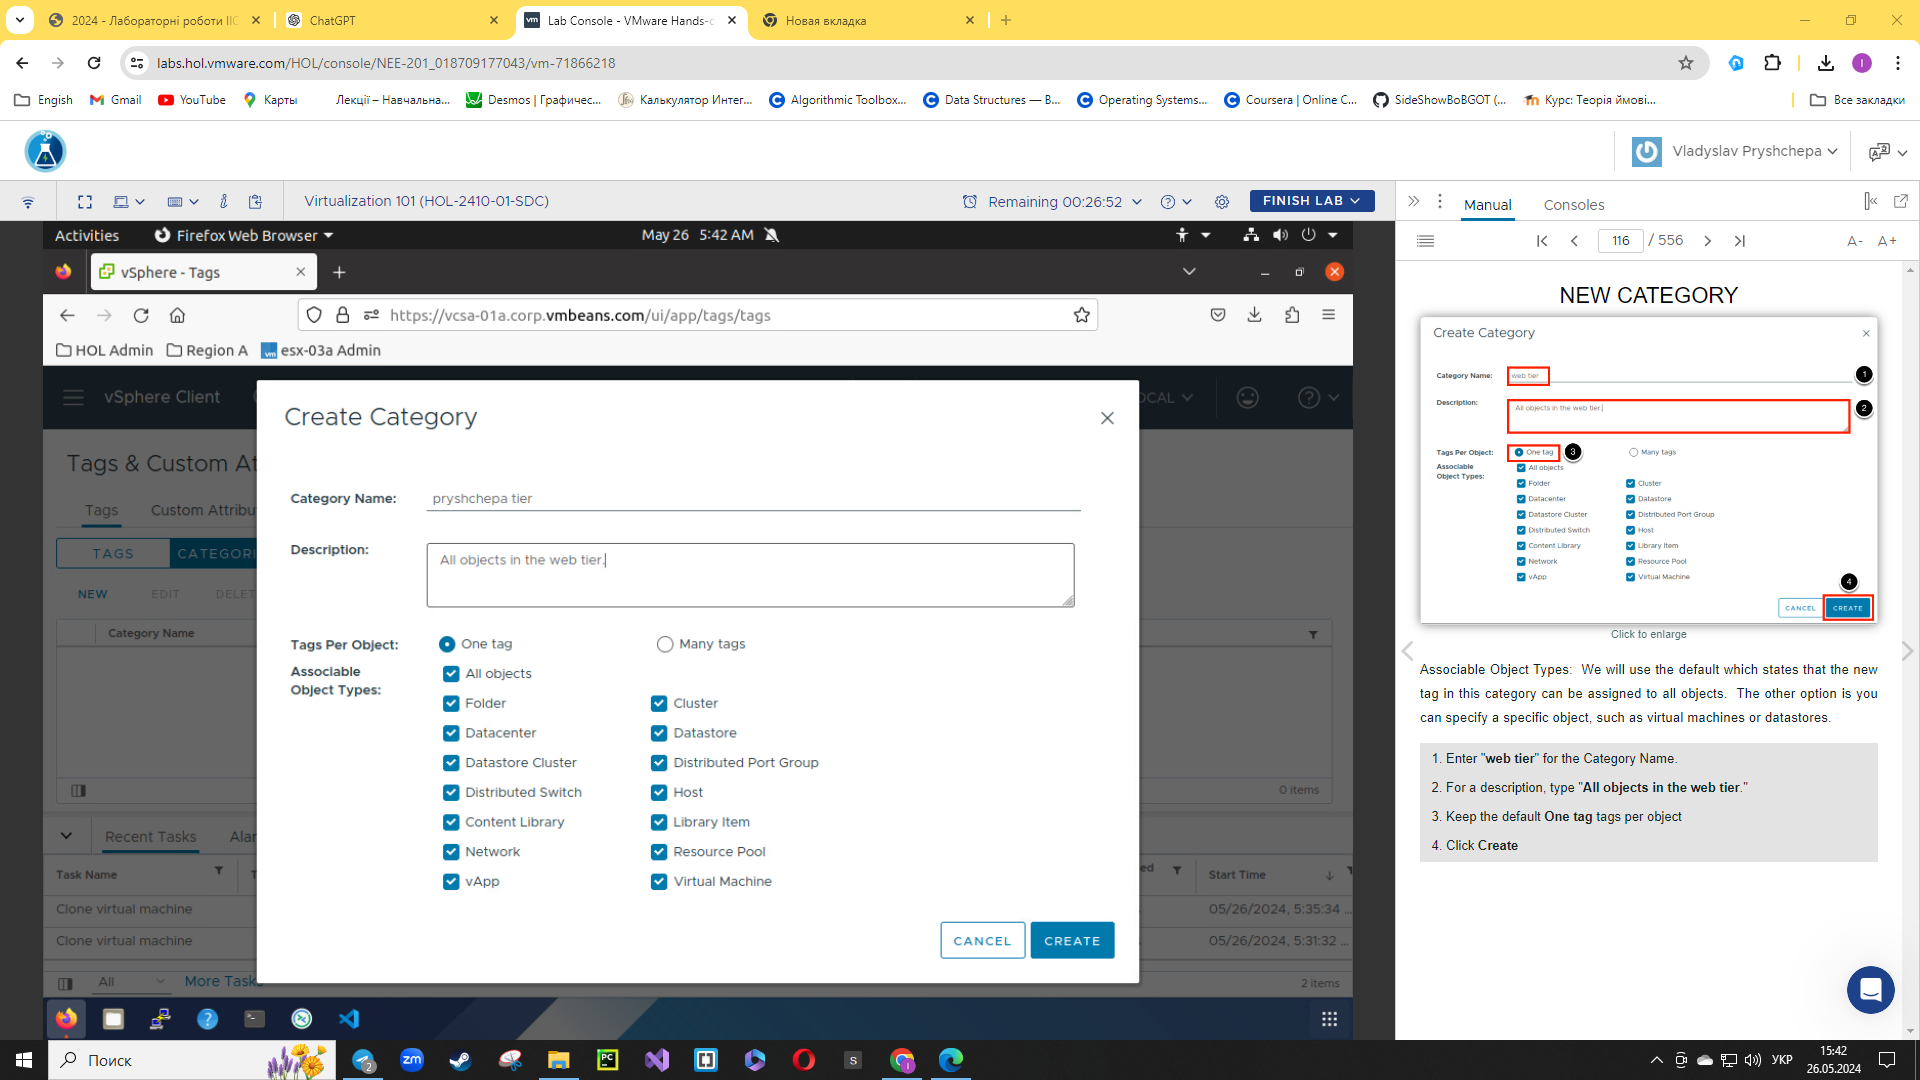 2024 - Лабораторні роботи ІІС
ChatGPT
Lab Console - VMware Hands-o
Новая вкладка
labs.hol.vmware.com/HOL/console/NEE-201_018709177043/vm-71866218
Engish
Gmail
YouTube
Карты
Лекції – Навчальна...
Desmos | Графичес...
Калькулятор Интег...
Algorithmic Toolbox...
Data Structures — В...
Operating Systems...
Coursera | Online C...
SideShowBoBGOT (...
Курс: Теорія ймові...
Все закладки
Vladyslav Pryshchepa
Virtualization 101 (HOL-2410-01-SDC)
Remaining 00:26:52
FINISH LAB
Manual
Consoles
Activities
Firefox Web Browser
May 26 5:42 AM
116 / 556
A- A+
vSphere - Tags
https://vcsa-01a.corp.vmbeans.com/ui/app/tags/tags
HOL Admin
Region A
esx-03a Admin
vSphere Client
OCAL
Tags & Custom At
Tags
Custom Attribu
TAGS
CATEGORI
NEW
EDIT
DELET
Category Name
0 items
Create Category
Category Name:
pryshchepa tier
Description:
All objects in the web tier.
Tags Per Object:
One tag
Many tags
Associable
Object Types:
All objects
Folder
Cluster
Datacenter
Datastore
Datastore Cluster
Distributed Port Group
Distributed Switch
Host
Content Library
Library Item
Network
Resource Pool
vApp
Virtual Machine
CANCEL
CREATE
Recent Tasks
Alar
Task Name
T
ed
Start Time
Clone virtual machine
05/26/2024, 5:35:34 ...
Clone virtual machine
05/26/2024, 5:31:32 ...
All
More Tasks
2 items
NEW CATEGORY
Create Category
Category Name:
web tier
1
Description:
All objects in the web tier.
2
Tags Per Object:
One tag
3
Many tags
Associable
Object Types:
All objects
Folder
Cluster
Datacenter
Datastore
Datastore Cluster
Distributed Port Group
Distributed Switch
Host
Content Library
Library Item
Network
Resource Pool
vApp
Virtual Machine
4
CANCEL
CREATE
Click to enlarge
Associable Object Types: We will use the default which states that the new
tag in this category can be assigned to all objects. The other option is you
can specify a specific object, such as virtual machines or datastores.
1. Enter "web tier" for the Category Name.
2. For a description, type "All objects in the web tier."
3. Keep the default One tag tags per object
4. Click Create
Поиск
2
УКР
15:42
26.05.2024